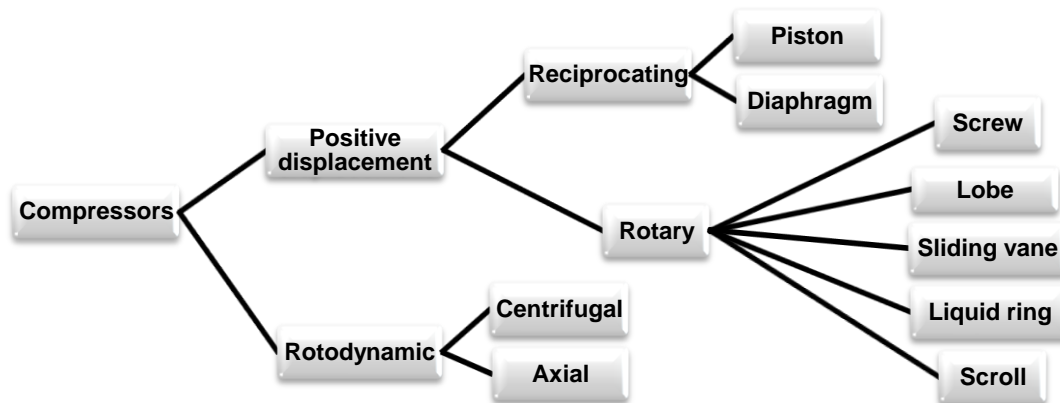 Compressors
Positive
displacement
Reciprocating
Piston
Diaphragm
Rotary
Screw
Lobe
Sliding vane
Liquid ring
Scroll
Rotodynamic
Centrifugal
Axial